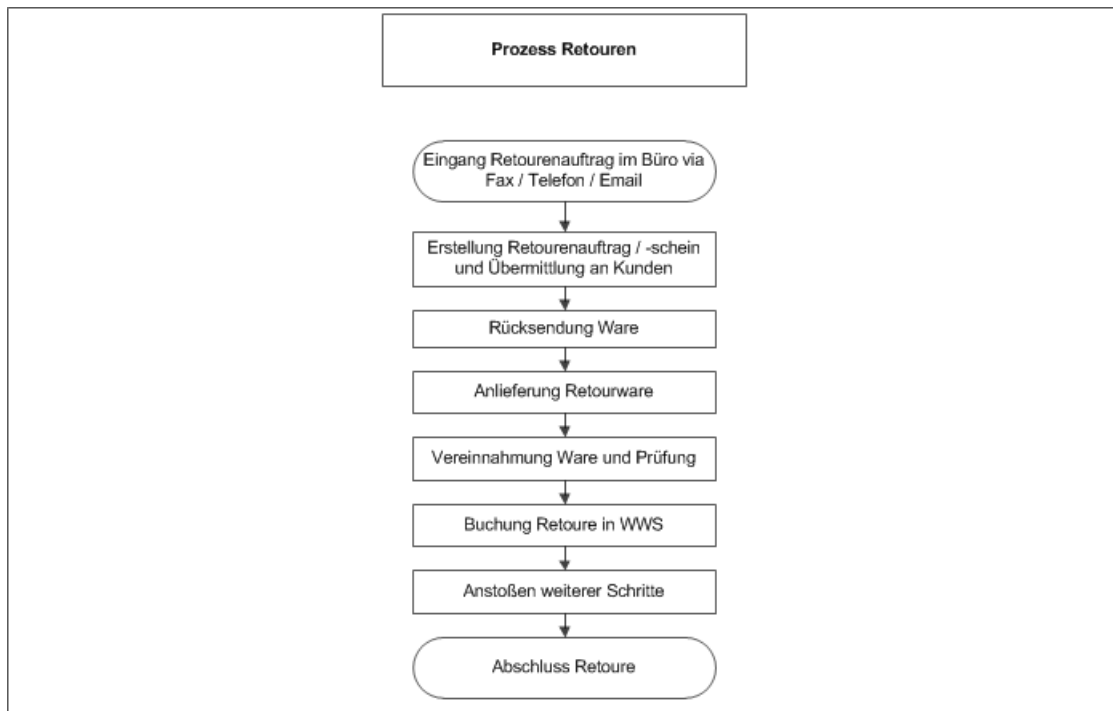 Prozess Retouren
Eingang Retourenauftrag im Büro via
Fax / Telefon / Email
Erstellung Retourenauftrag / -schein
und Übermittlung an Kunden
Rücksendung Ware
Anlieferung Retourware
Vereinnahmung Ware und Prüfung
Buchung Retoure in WWS
Anstoßen weiterer Schritte
Abschluss Retoure